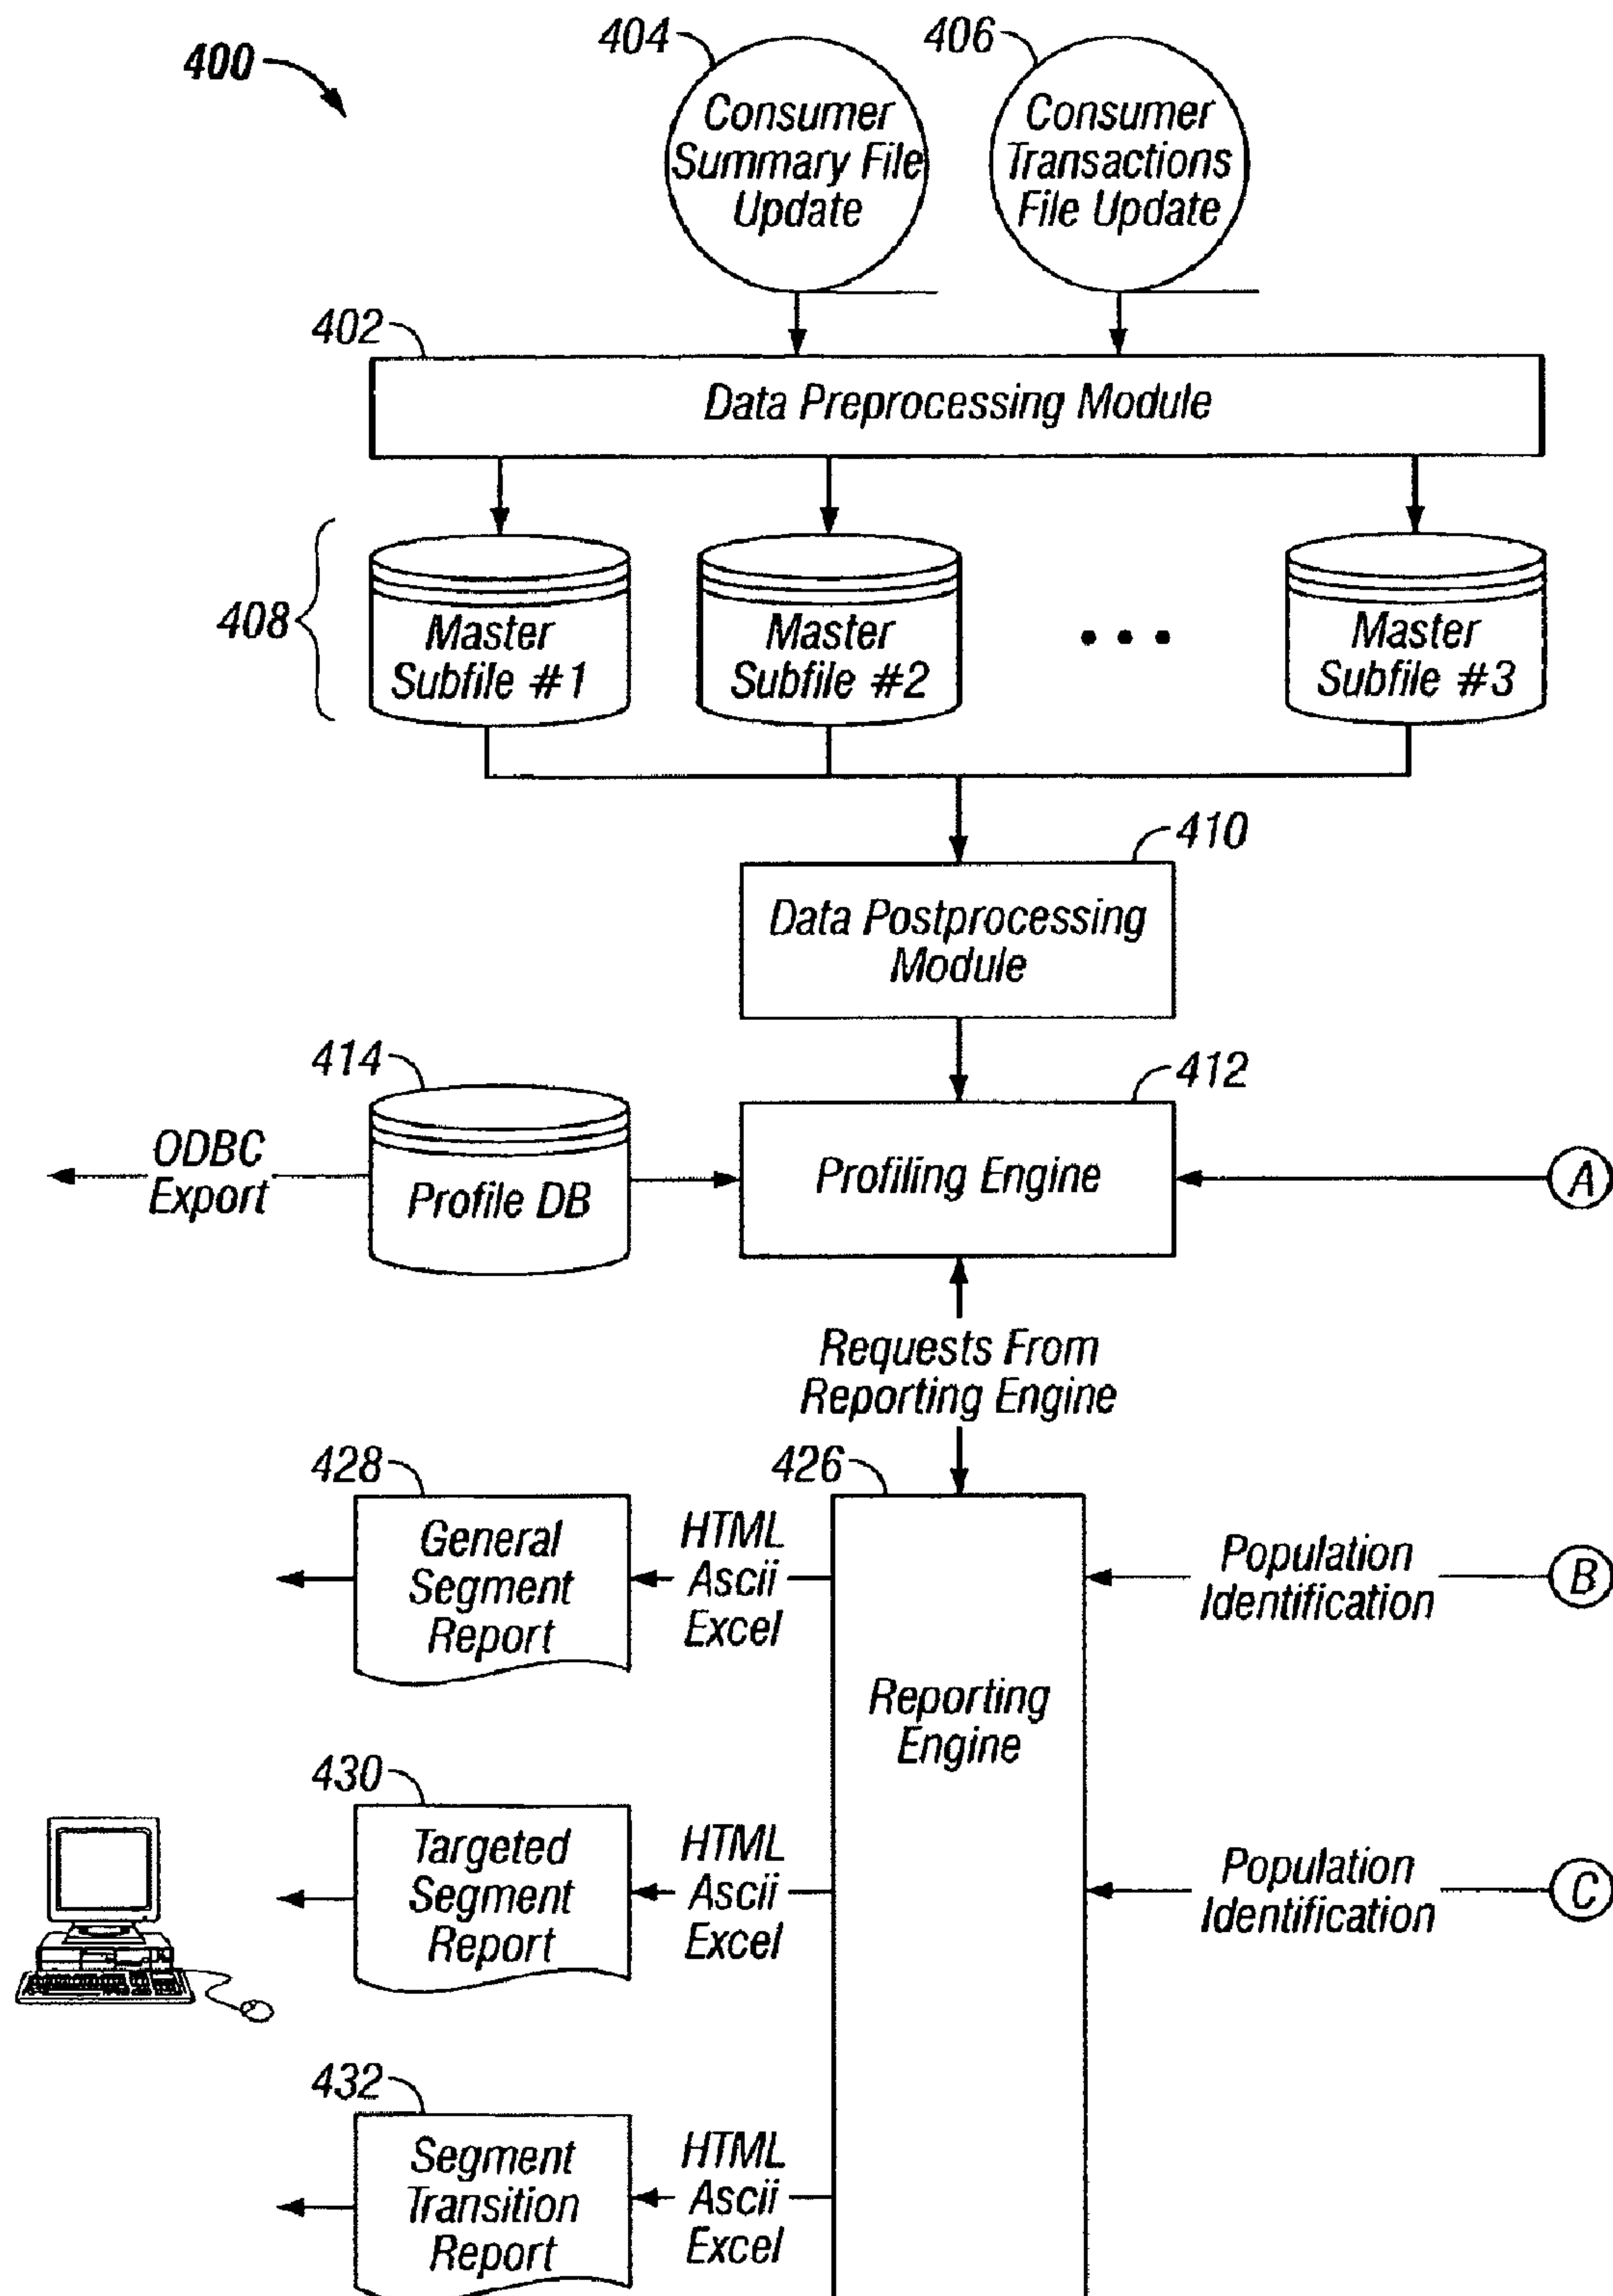 400
404
406
Consumer
Summary File
Update
Consumer
Transactions
File Update
402
Data Preprocessing Module
408
Master
Subfile #1
Master
Subfile #2
• • •
Master
Subfile #3
410
Data Postprocessing
Module
414
412
ODBC
Export
Profile DB
Profiling Engine
A
Requests From
Reporting Engine
428
426
General
Segment
Report
HTML
Ascii
Excel
Population
Identification
B
Reporting
Engine
430
Targeted
Segment
Report
HTML
Ascii
Excel
Population
Identification
C
432
Segment
Transition
Report
HTML
Ascii
Excel